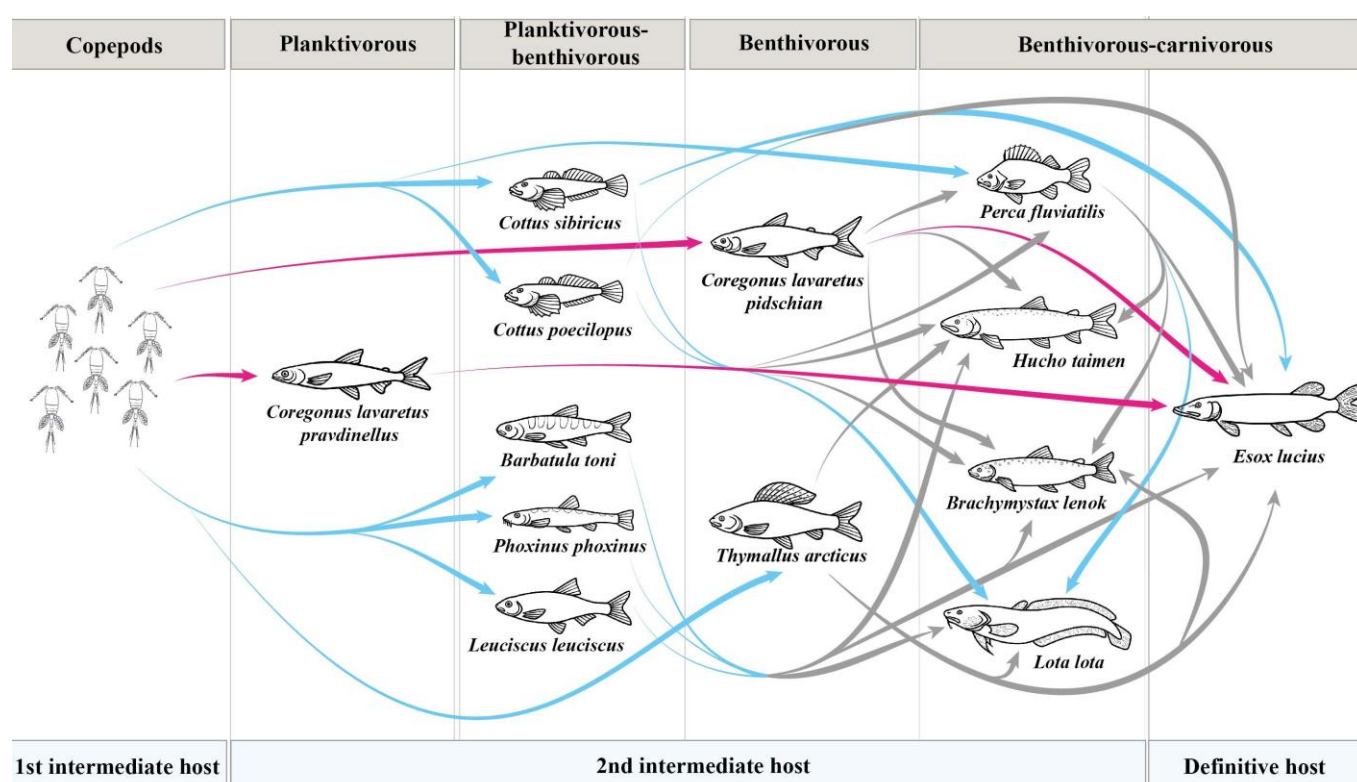 Copepods
Planktivorous
Planktivorous-
benthivorous
Benthivorous
Benthivorous-carnivorous
Cottus sibiricus
Perca fluviatilis
Coregonus lavaretus
pidschian
Cottus poecilopus
Hucho taimen
Coregonus lavaretus
pravdinellus
Esox lucius
Barbatula toni
Brachymystax lenok
Phoxinus phoxinus
Thymallus arcticus
Leuciscus leuciscus
Lota lota
1st intermediate host
2nd intermediate host
Definitive host